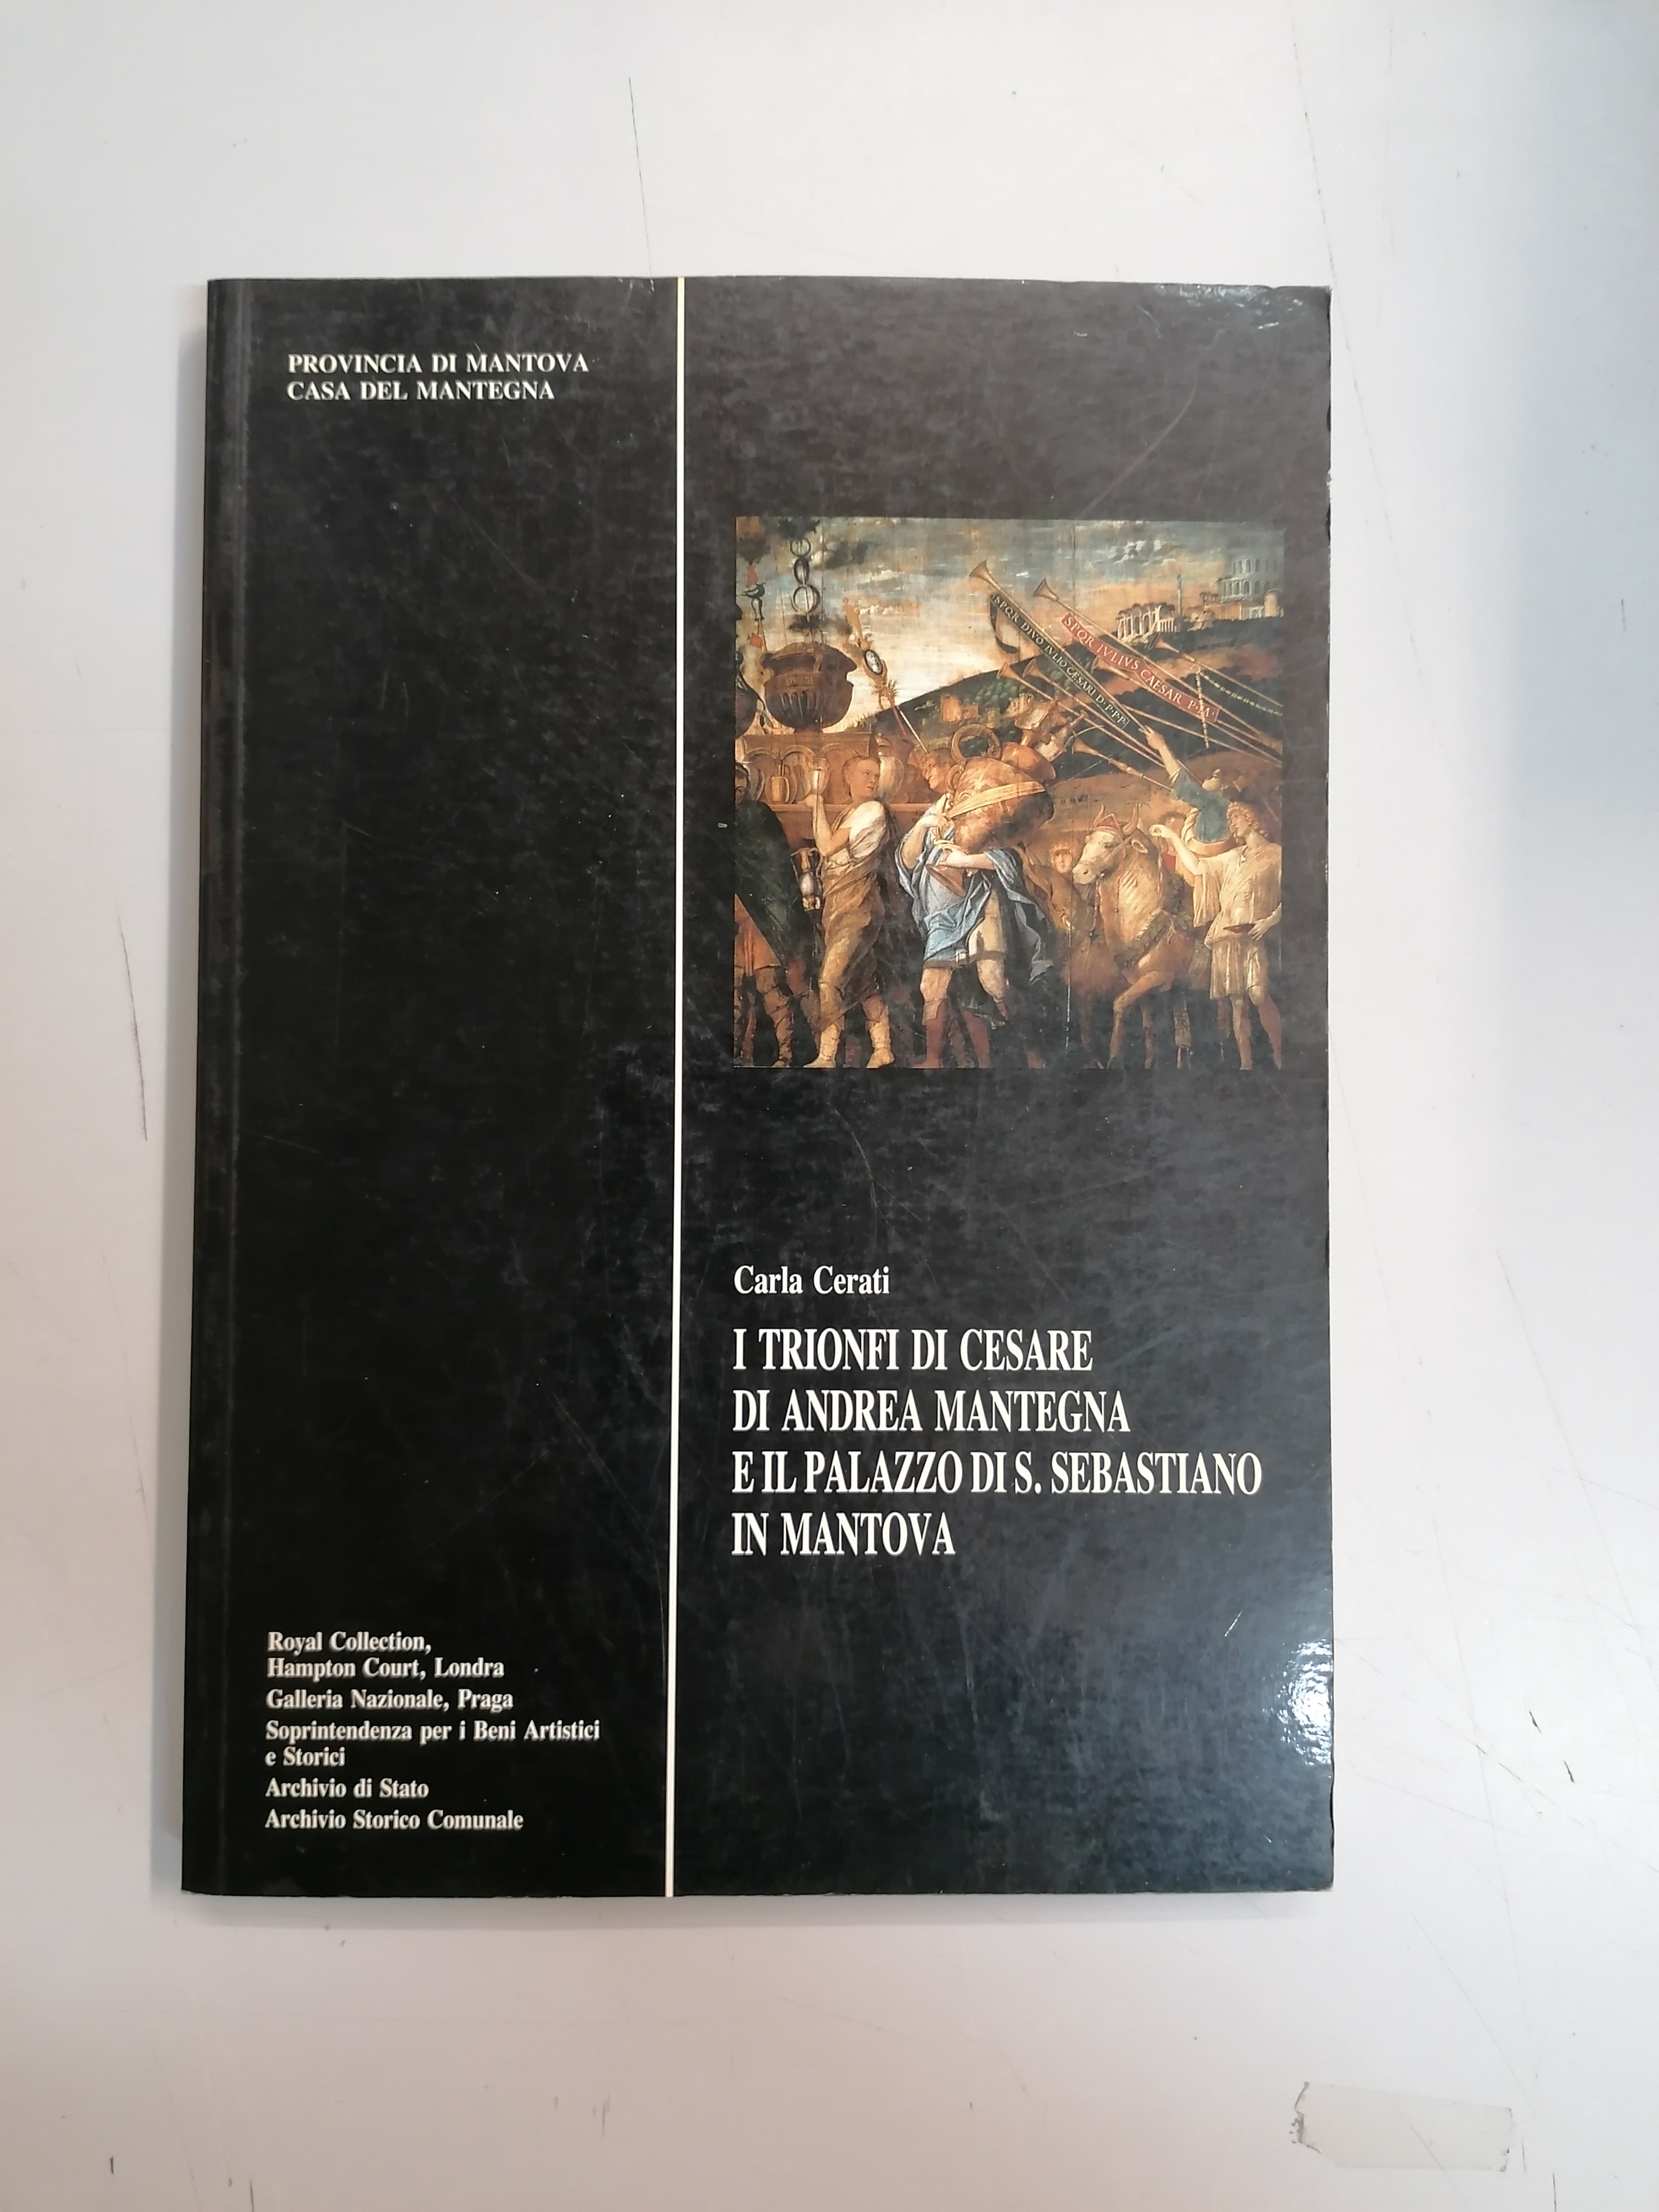 PROVINCIA DI MANTOVA
CASA DEL MANTEGNA
SPQR DIVO IVLIO CAESARI D·P·P·P
SPQR IVLIVS CAESAR P·T·A·
Carla Cerati
I TRIONFI DI CESARE
DI ANDREA MANTEGNA
E IL PALAZZO DI S. SEBASTIANO
IN MANTOVA
Royal Collection,
Hampton Court, Londra
Galleria Nazionale, Praga
Soprintendenza per i Beni Artistici
e Storici
Archivio di Stato
Archivio Storico Comunale